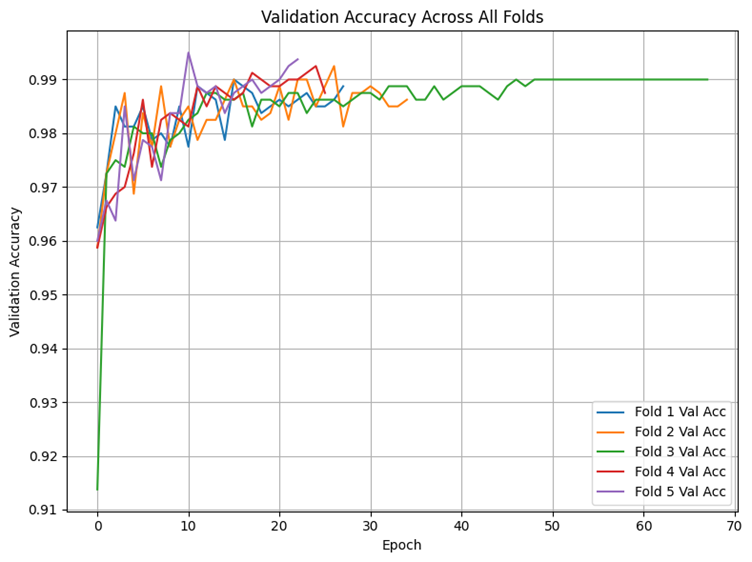 Validation Accuracy Across All Folds
Validation Accuracy
0.99
0.98
0.97
0.96
0.95
0.94
0.93
0.92
0.91
0 10 20 30 40 50 60 70
Epoch
Fold 1 Val Acc
Fold 2 Val Acc
Fold 3 Val Acc
Fold 4 Val Acc
Fold 5 Val Acc